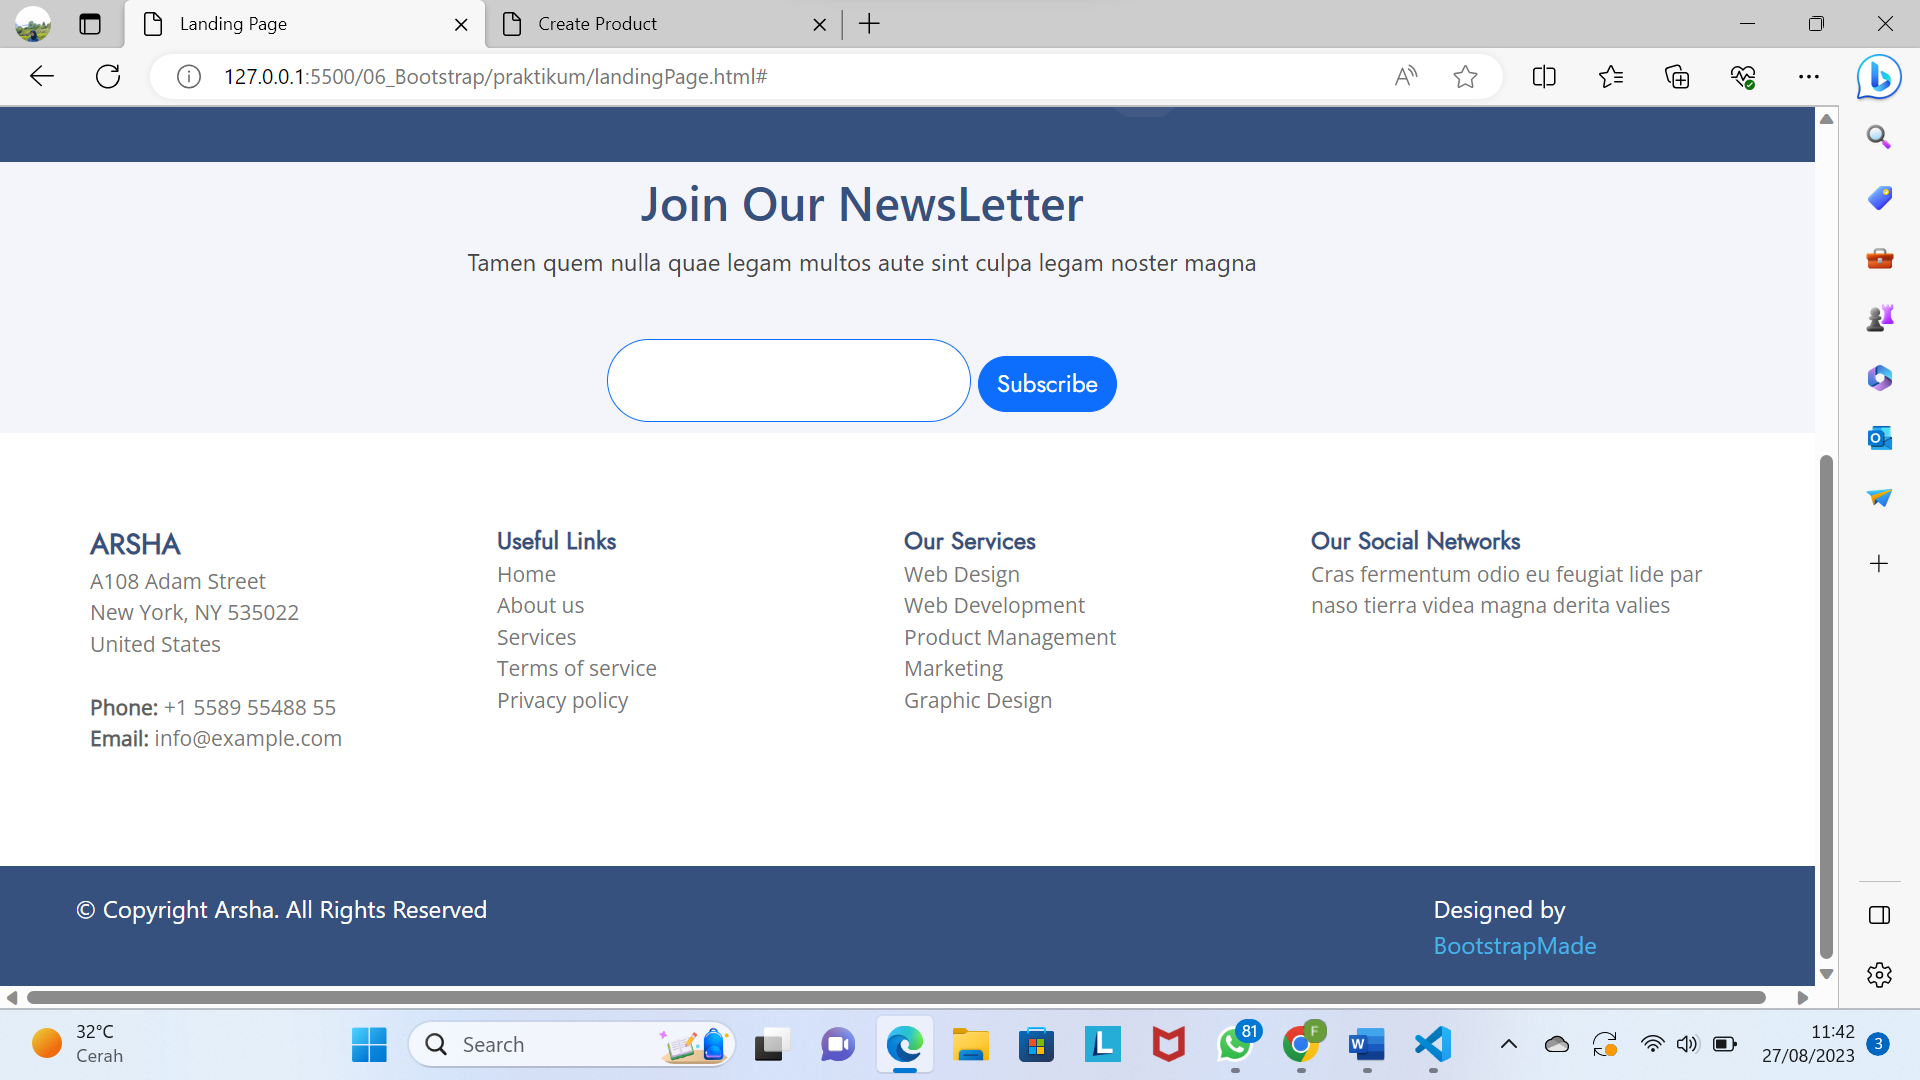 Landing Page
Create Product
127.0.0.1:5500/06_Bootstrap/praktikum/landingPage.html#
Join Our NewsLetter
Tamen quem nulla quae legam multos aute sint culpa legam noster magna
Subscribe
ARSHA
A108 Adam Street
New York, NY 535022
United States
Phone: +1 5589 55488 55
Email: info@example.com
Useful Links
Home
About us
Services
Terms of service
Privacy policy
Our Services
Web Design
Web Development
Product Management
Marketing
Graphic Design
Our Social Networks
Cras fermentum odio eu feugiat lide par
naso tierra videa magna derita valies
© Copyright Arsha. All Rights Reserved
Designed by
BootstrapMade
32°C
Cerah
Search
81
F
11:42
27/08/2023
3